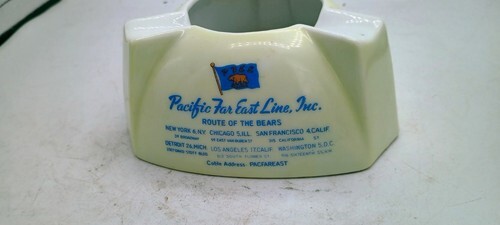 Pacific Far East Line, Inc.
ROUTE OF THE BEARS
NEW YORK 4, N.Y. CHICAGO 5, ILL. SAN FRANCISCO 4, CALIF.
DETROIT 26, MICH. LOS ANGELES 17, CALIF. WASHINGTON 5, D.C.
Cable Address: PACFAREAST